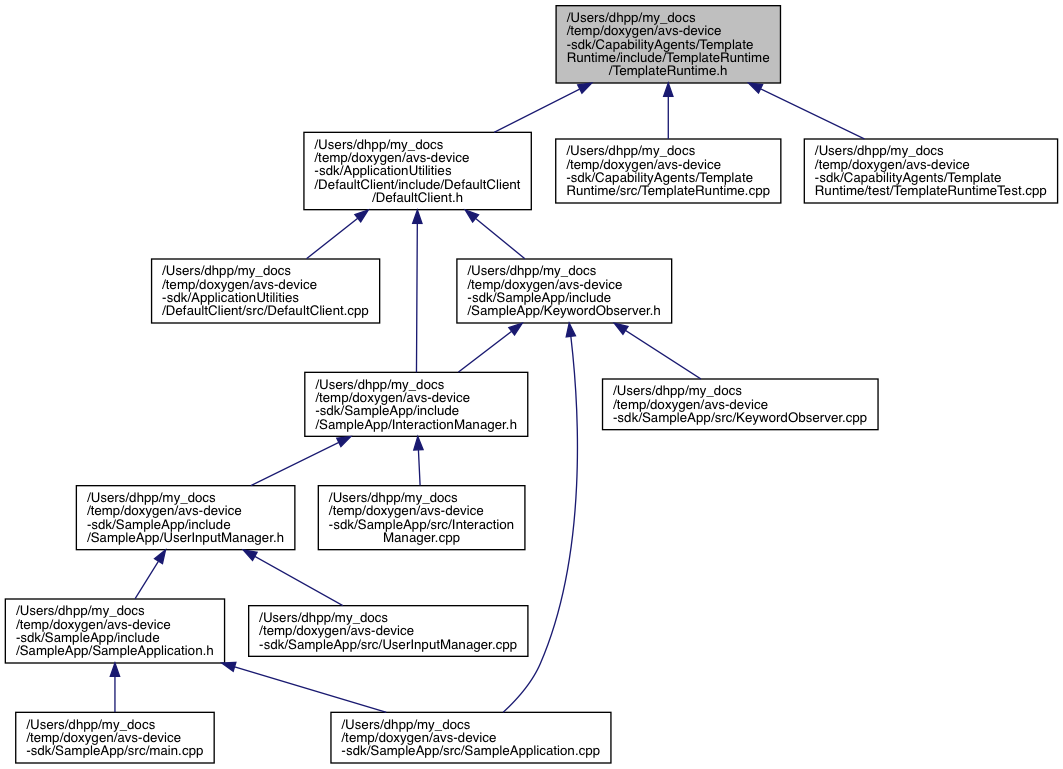 /Users/dhpp/my_docs
/temp/doxygen/avs-device
-sdk/CapabilityAgents/Template
Runtime/include/TemplateRuntime
/TemplateRuntime.h
/Users/dhpp/my_docs
/temp/doxygen/avs-device
-sdk/ApplicationUtilities
/DefaultClient/include/DefaultClient
/DefaultClient.h
/Users/dhpp/my_docs
/temp/doxygen/avs-device
-sdk/CapabilityAgents/Template
Runtime/src/TemplateRuntime.cpp
/Users/dhpp/my_docs
/temp/doxygen/avs-device
-sdk/CapabilityAgents/Template
Runtime/test/TemplateRuntimeTest.cpp
/Users/dhpp/my_docs
/temp/doxygen/avs-device
-sdk/ApplicationUtilities
/DefaultClient/src/DefaultClient.cpp
/Users/dhpp/my_docs
/temp/doxygen/avs-device
-sdk/SampleApp/include
/SampleApp/KeywordObserver.h
/Users/dhpp/my_docs
/temp/doxygen/avs-device
-sdk/SampleApp/include
/SampleApp/InteractionManager.h
/Users/dhpp/my_docs
/temp/doxygen/avs-device
-sdk/SampleApp/src/KeywordObserver.cpp
/Users/dhpp/my_docs
/temp/doxygen/avs-device
-sdk/SampleApp/include
/SampleApp/UserInputManager.h
/Users/dhpp/my_docs
/temp/doxygen/avs-device
-sdk/SampleApp/src/Interaction
Manager.cpp
/Users/dhpp/my_docs
/temp/doxygen/avs-device
-sdk/SampleApp/include
/SampleApp/SampleApplication.h
/Users/dhpp/my_docs
/temp/doxygen/avs-device
-sdk/SampleApp/src/UserInputManager.cpp
/Users/dhpp/my_docs
/temp/doxygen/avs-device
-sdk/SampleApp/src/main.cpp
/Users/dhpp/my_docs
/temp/doxygen/avs-device
-sdk/SampleApp/src/SampleApplication.cpp